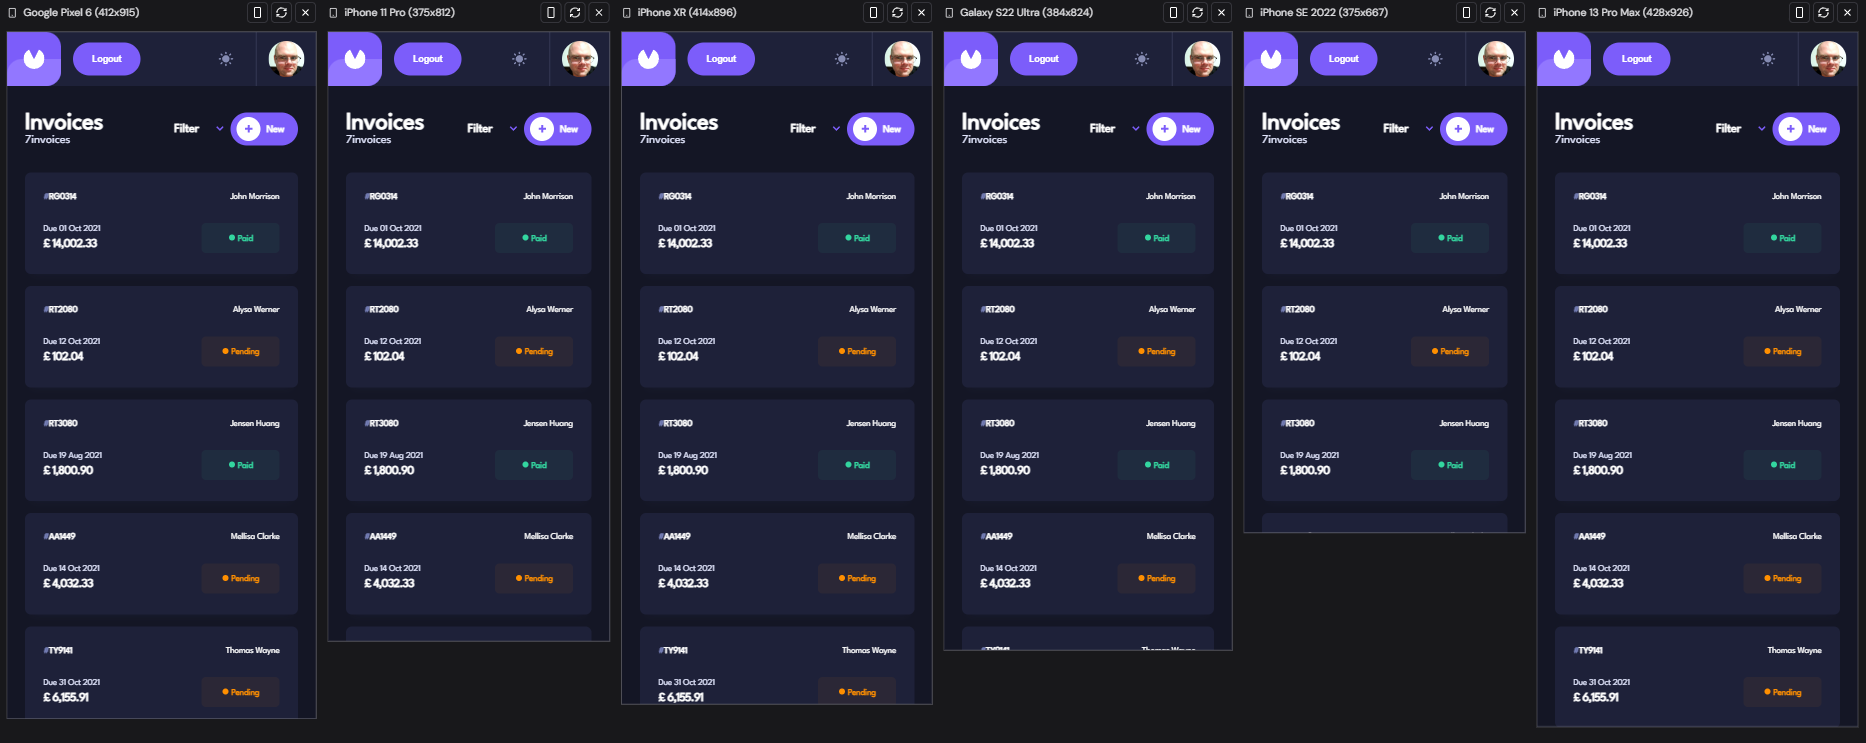 Google Pixel 6 (412x915)
Logout
Invoices
7invoices
Filter
New
#RG0314
John Morrison
Due 01 Oct 2021
£ 14,002.33
Paid
#RT2080
Alysa Werner
Due 12 Oct 2021
£ 102.04
Pending
#RT3080
Jensen Huang
Due 19 Aug 2021
£ 1,800.90
Paid
#AA1449
Mellisa Clarke
Due 14 Oct 2021
£ 4,032.33
Pending
#TY9141
Thomas Wayne
Due 31 Oct 2021
£ 6,155.91
Pending
iPhone 11 Pro (375x812)
Logout
Invoices
7invoices
Filter
New
#RG0314
John Morrison
Due 01 Oct 2021
£ 14,002.33
Paid
#RT2080
Alysa Werner
Due 12 Oct 2021
£ 102.04
Pending
#RT3080
Jensen Huang
Due 19 Aug 2021
£ 1,800.90
Paid
#AA1449
Mellisa Clarke
Due 14 Oct 2021
£ 4,032.33
Pending
iPhone XR (414x896)
Logout
Invoices
7invoices
Filter
New
#RG0314
John Morrison
Due 01 Oct 2021
£ 14,002.33
Paid
#RT2080
Alysa Werner
Due 12 Oct 2021
£ 102.04
Pending
#RT3080
Jensen Huang
Due 19 Aug 2021
£ 1,800.90
Paid
#AA1449
Mellisa Clarke
Due 14 Oct 2021
£ 4,032.33
Pending
#TY9141
Thomas Wayne
Due 31 Oct 2021
£ 6,155.91
Pending
Galaxy S22 Ultra (384x824)
Logout
Invoices
7invoices
Filter
New
#RG0314
John Morrison
Due 01 Oct 2021
£ 14,002.33
Paid
#RT2080
Alysa Werner
Due 12 Oct 2021
£ 102.04
Pending
#RT3080
Jensen Huang
Due 19 Aug 2021
£ 1,800.90
Paid
#AA1449
Mellisa Clarke
Due 14 Oct 2021
£ 4,032.33
Pending
#TY9141
Thomas Wayne
iPhone SE 2022 (375x667)
Logout
Invoices
7invoices
Filter
New
#RG0314
John Morrison
Due 01 Oct 2021
£ 14,002.33
Paid
#RT2080
Alysa Werner
Due 12 Oct 2021
£ 102.04
Pending
#RT3080
Jensen Huang
Due 19 Aug 2021
£ 1,800.90
Paid
iPhone 13 Pro Max (428x926)
Logout
Invoices
7invoices
Filter
New
#RG0314
John Morrison
Due 01 Oct 2021
£ 14,002.33
Paid
#RT2080
Alysa Werner
Due 12 Oct 2021
£ 102.04
Pending
#RT3080
Jensen Huang
Due 19 Aug 2021
£ 1,800.90
Paid
#AA1449
Mellisa Clarke
Due 14 Oct 2021
£ 4,032.33
Pending
#TY9141
Thomas Wayne
Due 31 Oct 2021
£ 6,155.91
Pending